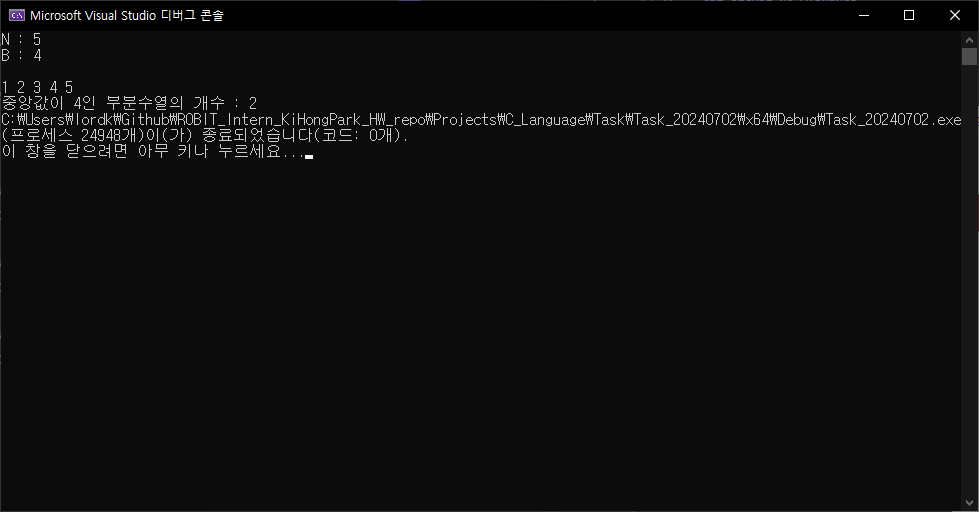 Microsoft Visual Studio 디버그 콘솔
N : 5
B : 4
1 2 3 4 5
중앙값이 4인 부분수열의 개수 : 2
C:₩Users₩lordk₩Github₩ROBIT_Intern_KiHongPark_HW_repo₩Projects₩C_Language₩Task₩Task_20240702₩x64₩Debug₩Task_20240702.exe
(프로세스 24948개)이(가) 종료되었습니다(코드: 0개).
이 창을 닫으려면 아무 키나 누르세요...